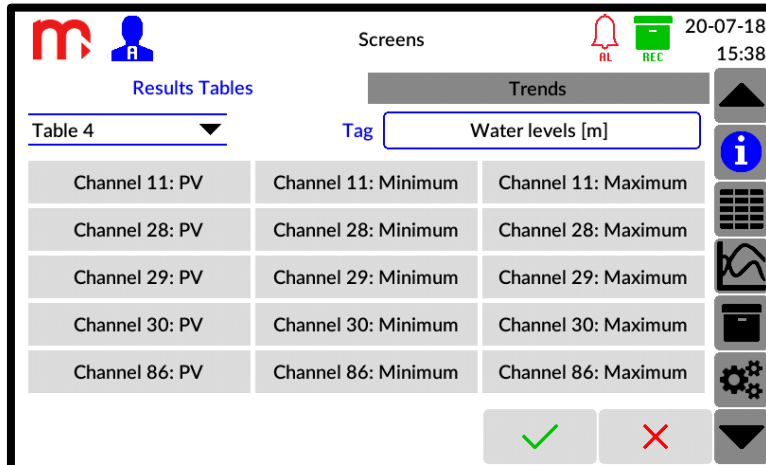 m
A
Screens
AL
REC
20-07-18
15:38
Results Tables
Trends
Table 4
Tag
Water levels [m]
i
Channel 11: PV
Channel 11: Minimum
Channel 11: Maximum
Channel 28: PV
Channel 28: Minimum
Channel 28: Maximum
Channel 29: PV
Channel 29: Minimum
Channel 29: Maximum
Channel 30: PV
Channel 30: Minimum
Channel 30: Maximum
Channel 86: PV
Channel 86: Minimum
Channel 86: Maximum